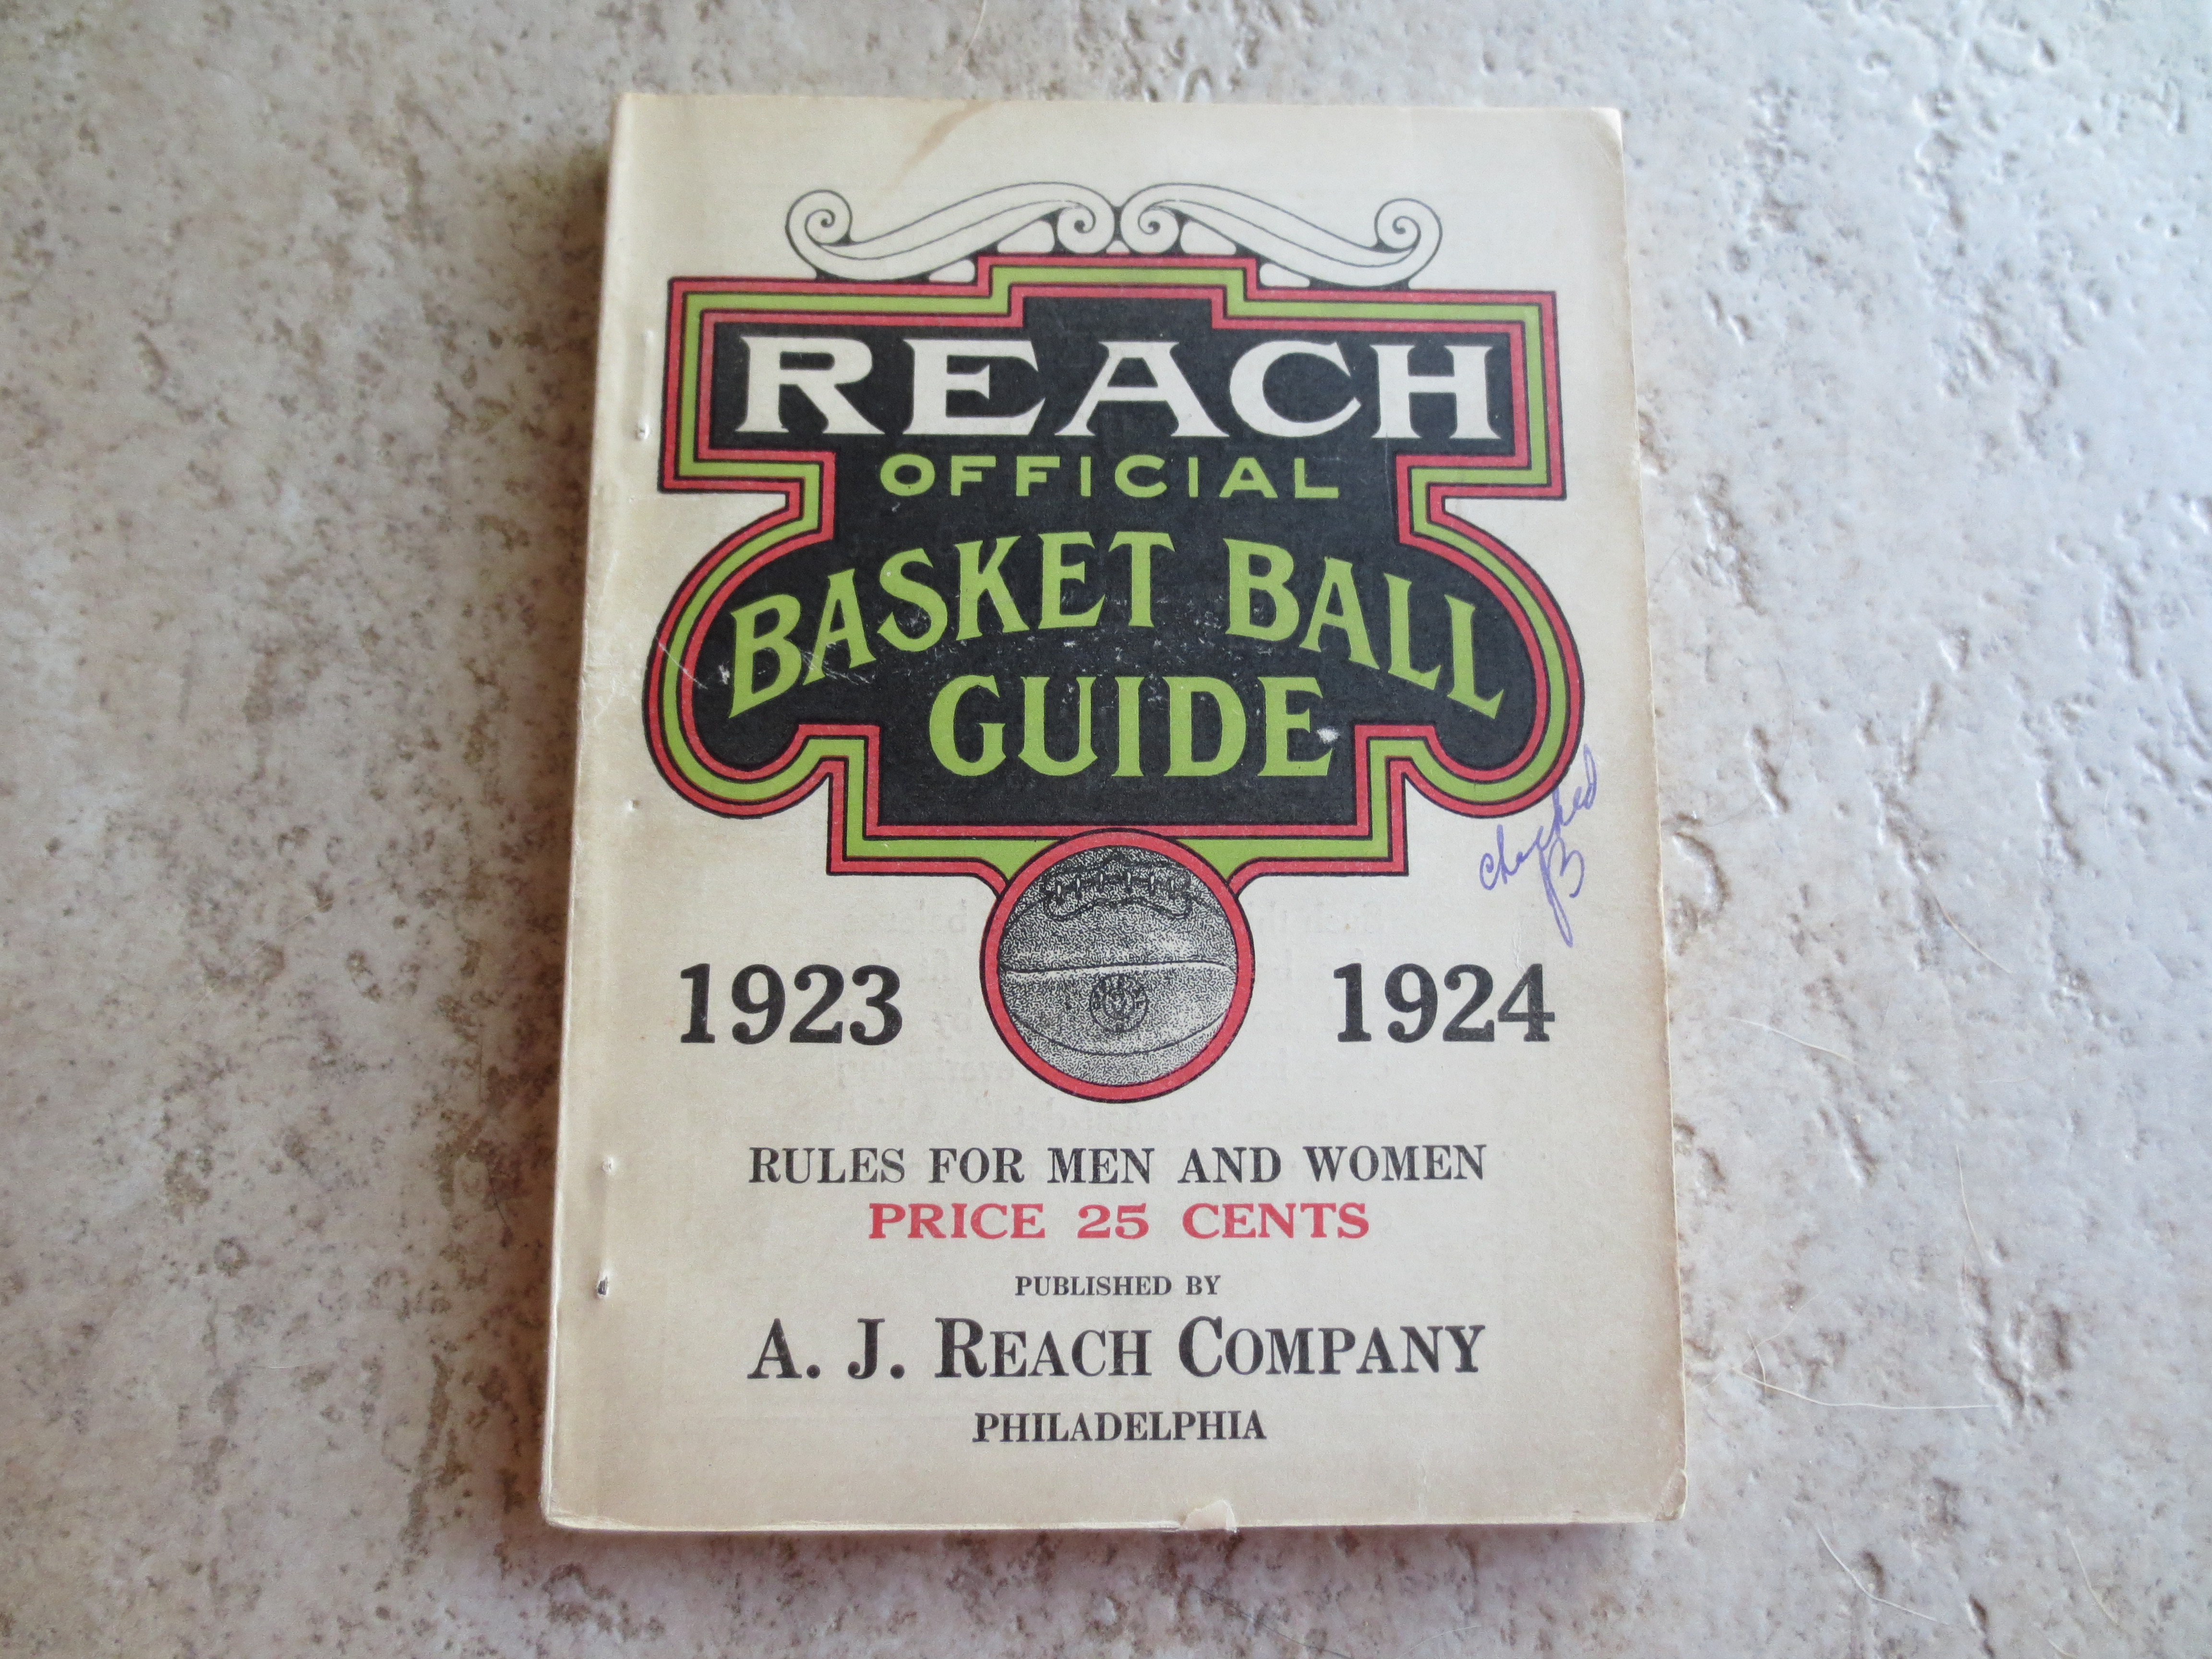 REACH
OFFICIAL
BASKET BALL
GUIDE
checked
B
1923 1924
RULES FOR MEN AND WOMEN
PRICE 25 CENTS
PUBLISHED BY
A. J. REACH COMPANY
PHILADELPHIA